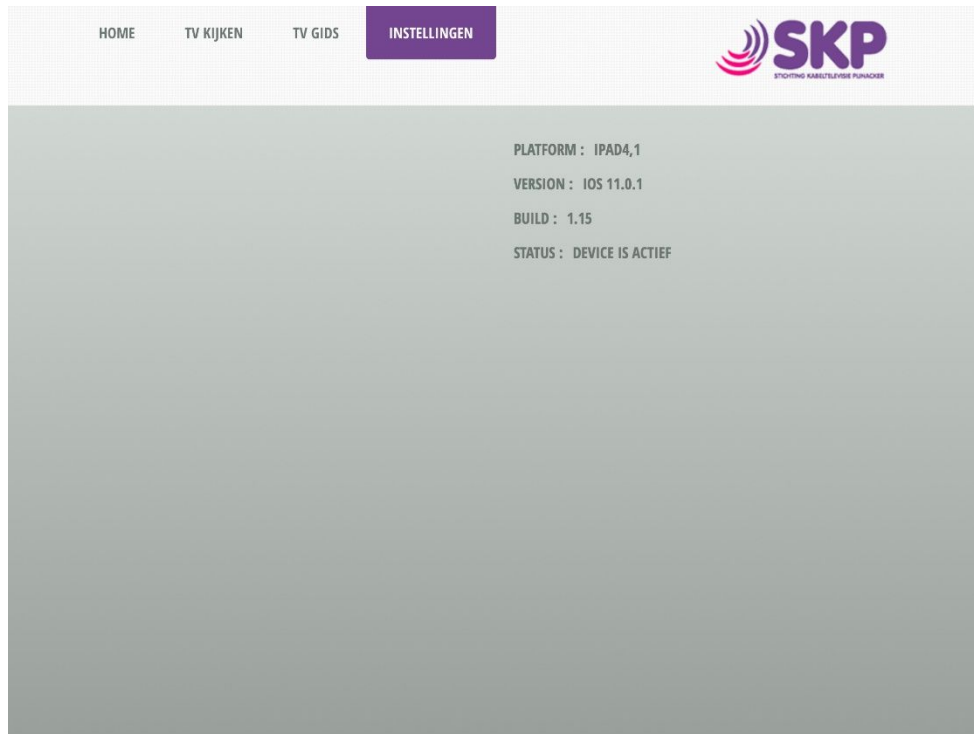 HOME TV KIJKEN TV GIDS INSTELLINGEN
SKP
STICHTING KABELTELEVISIE PIJNACKER
PLATFORM : IPAD4,1
VERSION : IOS 11.0.1
BUILD : 1.15
STATUS : DEVICE IS ACTIEF